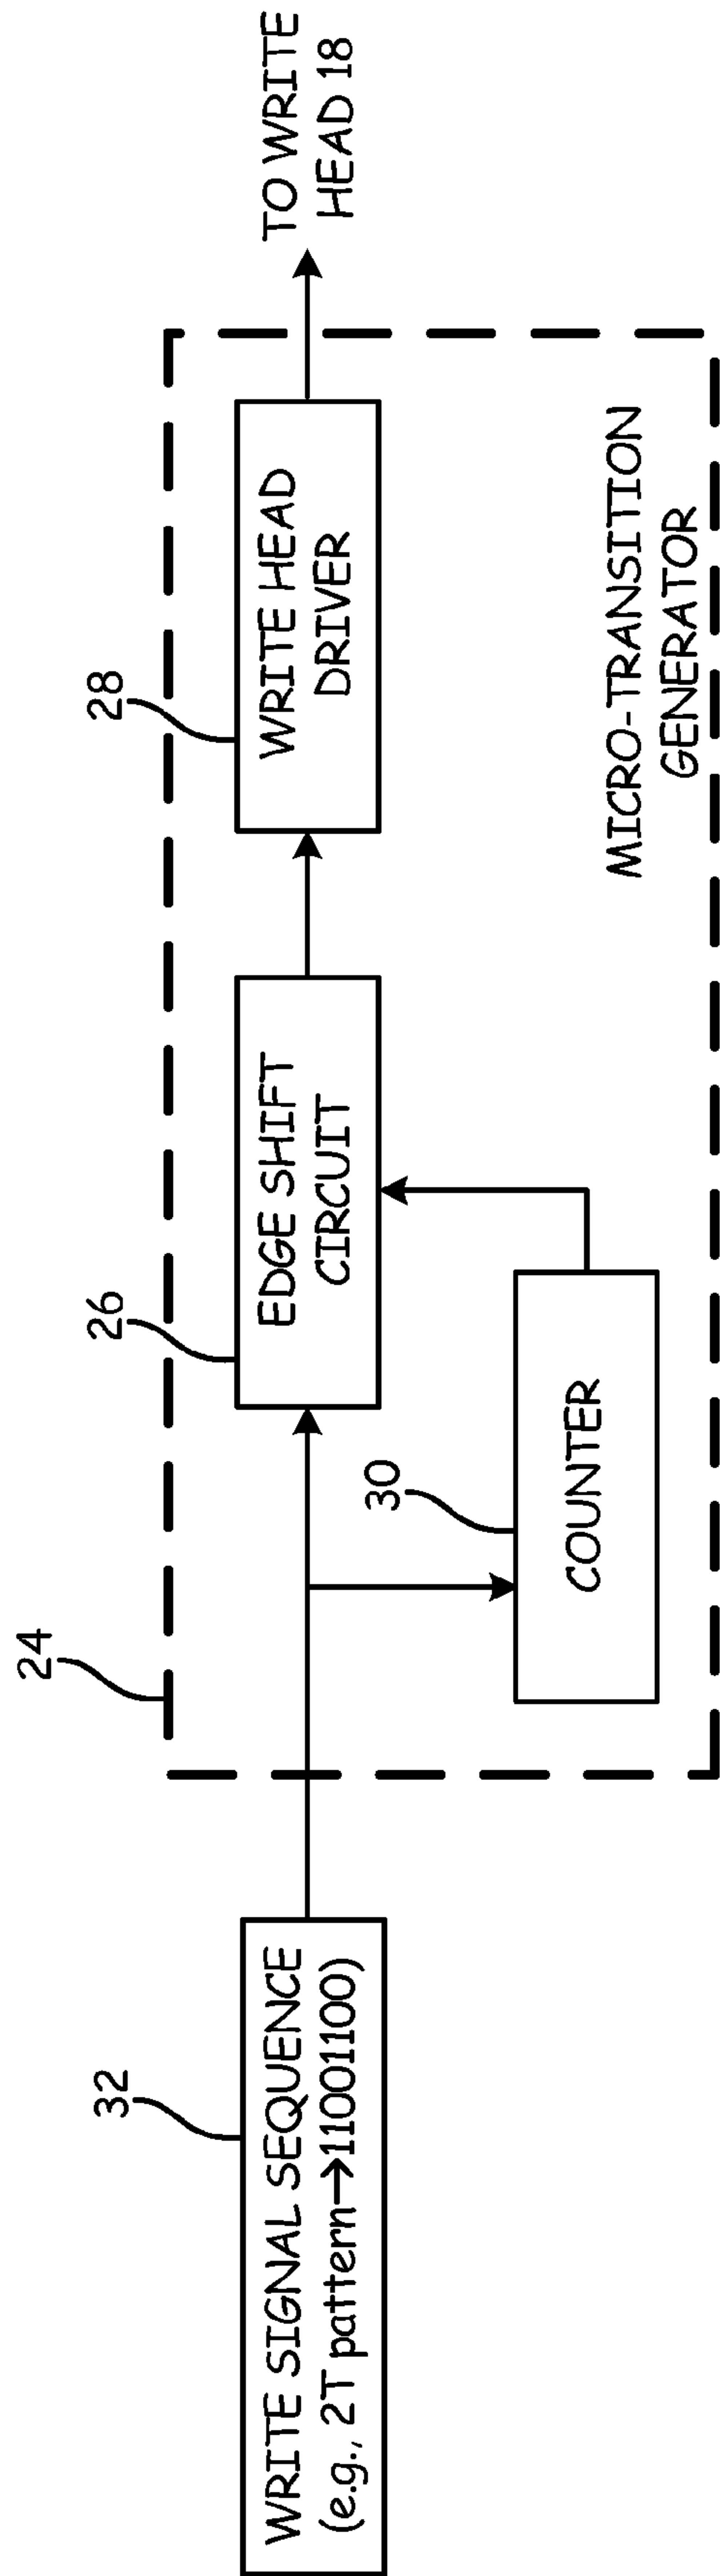 32
WRITE SIGNAL SEQUENCE
(e.g., 2T pattern→11001100)
24
26
EDGE SHIFT
CIRCUIT
30
COUNTER
28
WRITE HEAD
DRIVER
MICRO-TRANSITION
GENERATOR
TO WRITE
HEAD 18